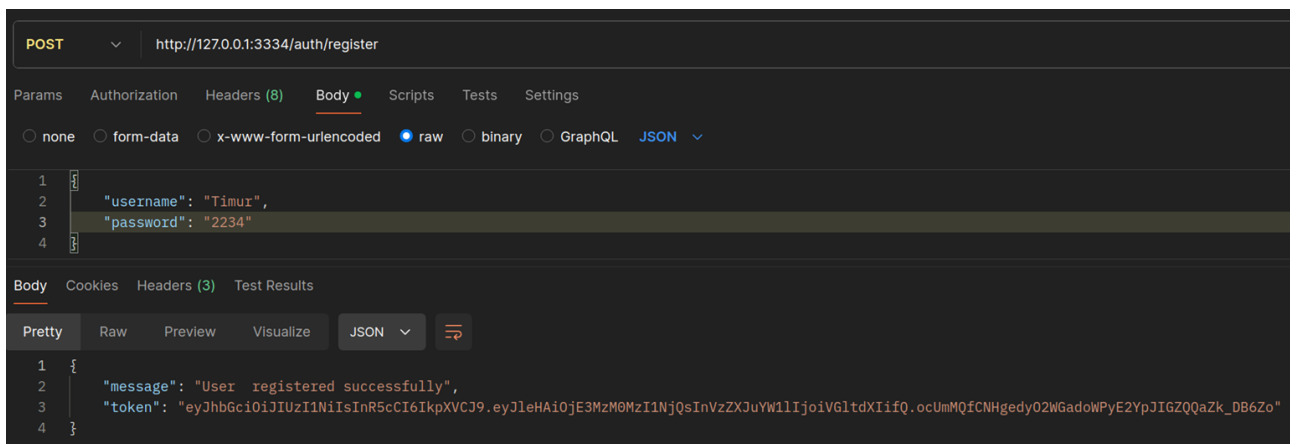 POST http://127.0.0.1:3334/auth/register
Params Authorization Headers (8) Body Scripts Tests Settings
none form-data x-www-form-urlencoded raw binary GraphQL JSON
1 {
2 "username": "Timur",
3 "password": "2234"
4 }
Body Cookies Headers (3) Test Results
Pretty Raw Preview Visualize JSON
1 {
2 "message": "User  registered successfully",
3 "token": "eyJhbGciOiJIUzI1NiIsInR5cCI6IkpXVCJ9.eyJleHAiOjE3MzM0MzI1NjQsInVzZXJuYW1lIjoiVGltdXIifQ.ocUmMQfCNHgedyO2WGadoWPyE2YpJIGZQQaZk_DB6Zo"
4 }